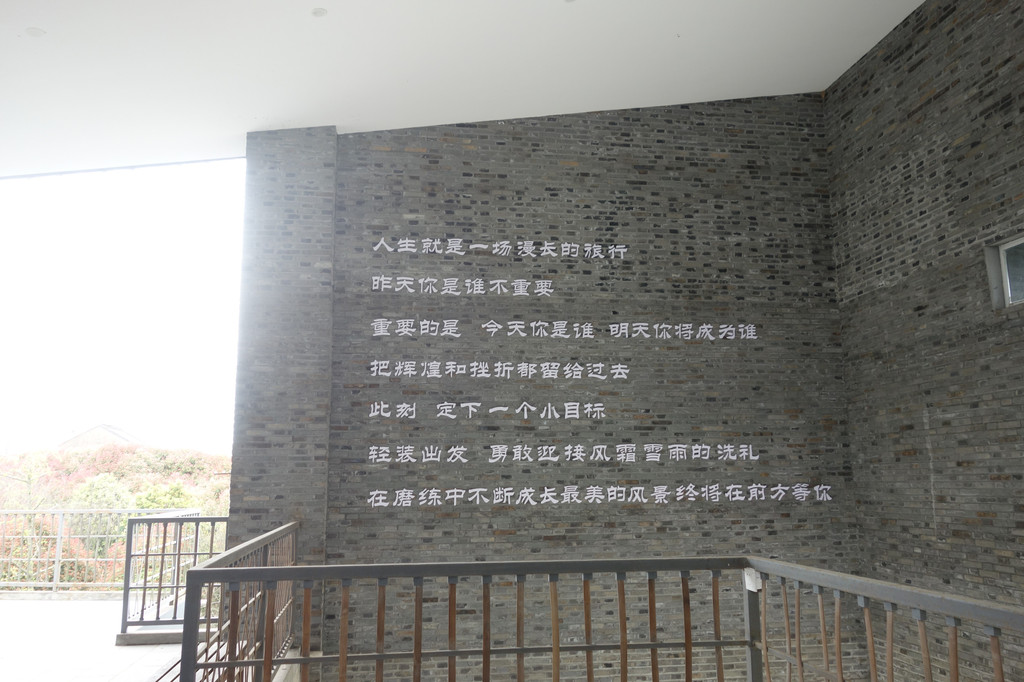 人生就是一场漫长的旅行
昨天你是谁不重要
重要的是 今天你是谁 明天你将成为谁
把辉煌和挫折都留给过去
此刻 定下一个小目标
轻装出发 勇敢迎接风霜雪雨的洗礼
在磨练中不断成长最美的风景终将在前方等你